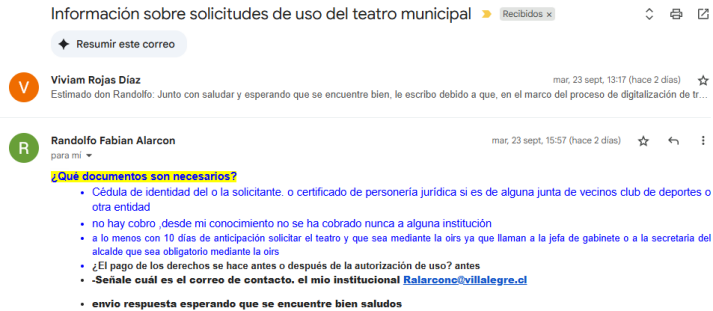 Información sobre solicitudes de uso del teatro municipal Recibidos x
Resumir este correo
V
Viviam Rojas Díaz mar, 23 sept, 13:17 (hace 2 días)
Estimado don Randolfo: Junto con saludar y esperando que se encuentre bien, le escribo debido a que, en el marco del proceso de digitalización de tr…
R
Randolfo Fabian Alarcon mar, 23 sept, 15:57 (hace 2 días)
para mí
¿Qué documentos son necesarios?
• Cédula de identidad del o la solicitante. o certificado de personería jurídica si es de alguna junta de vecinos club de deportes o
otra entidad
• no hay cobro ,desde mi conocimiento no se ha cobrado nunca a alguna institución
• a lo menos con 10 días de anticipación solicitar el teatro y que sea mediante la oirs ya que llaman a la jefa de gabinete o a la secretaria del
alcalde que sea obligatorio mediante la oirs
• ¿El pago de los derechos se hace antes o después de la autorización de uso? antes
• -Señale cuál es el correo de contacto. el mio institucional Ralarconc@villalegre.cl
• envio respuesta esperando que se encuentre bien saludos